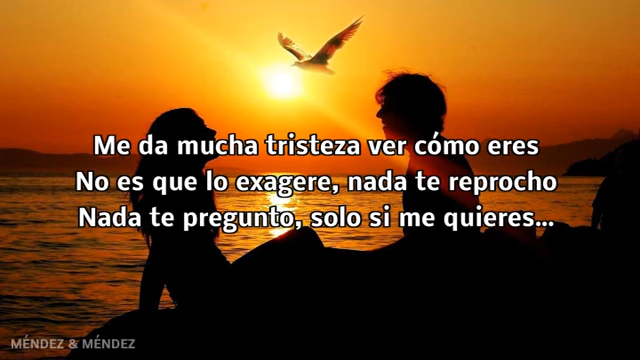 Me da mucha tristeza ver cómo eres
No es que lo exagere, nada te reprocho
Nada te pregunto, solo si me quieres...
MÉNDEZ & MÉNDEZ